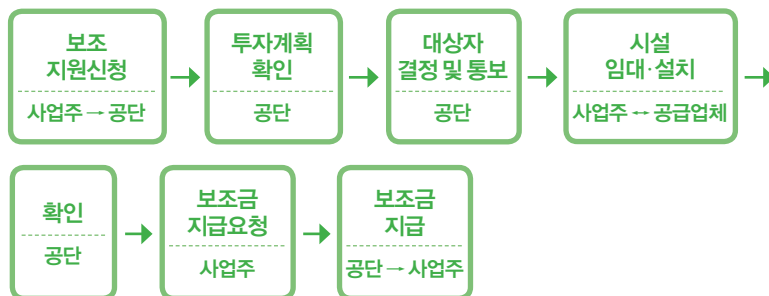 보조
지원신청
사업주 → 공단
투자계획
확인
공단
대상자
결정 및 통보
공단
시설
임대·설치
사업주 ↔ 공급업체
확인
공단
보조금
지급요청
사업주
보조금
지급
공단 → 사업주